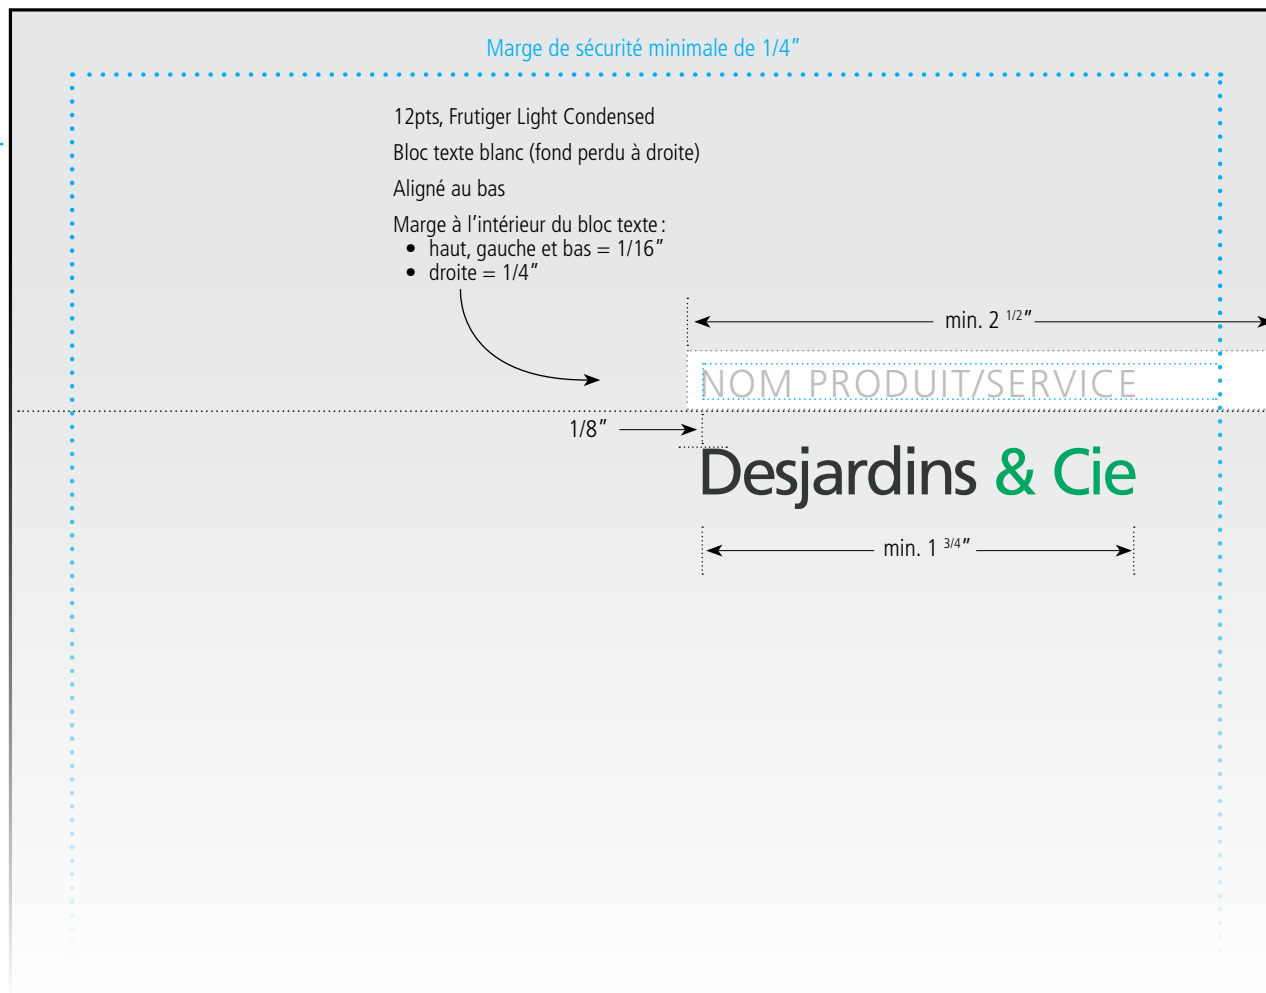 Marge de sécurité minimale de 1/4”
12pts, Frutiger Light Condensed
Bloc texte blanc (fond perdu à droite)
Aligné au bas
Marge à l’intérieur du bloc texte :
• haut, gauche et bas = 1/16”
• droite = 1/4”
min. 2 1/2”
NOM PRODUIT/SERVICE
1/8”
Desjardins & Cie
min. 1 3/4”